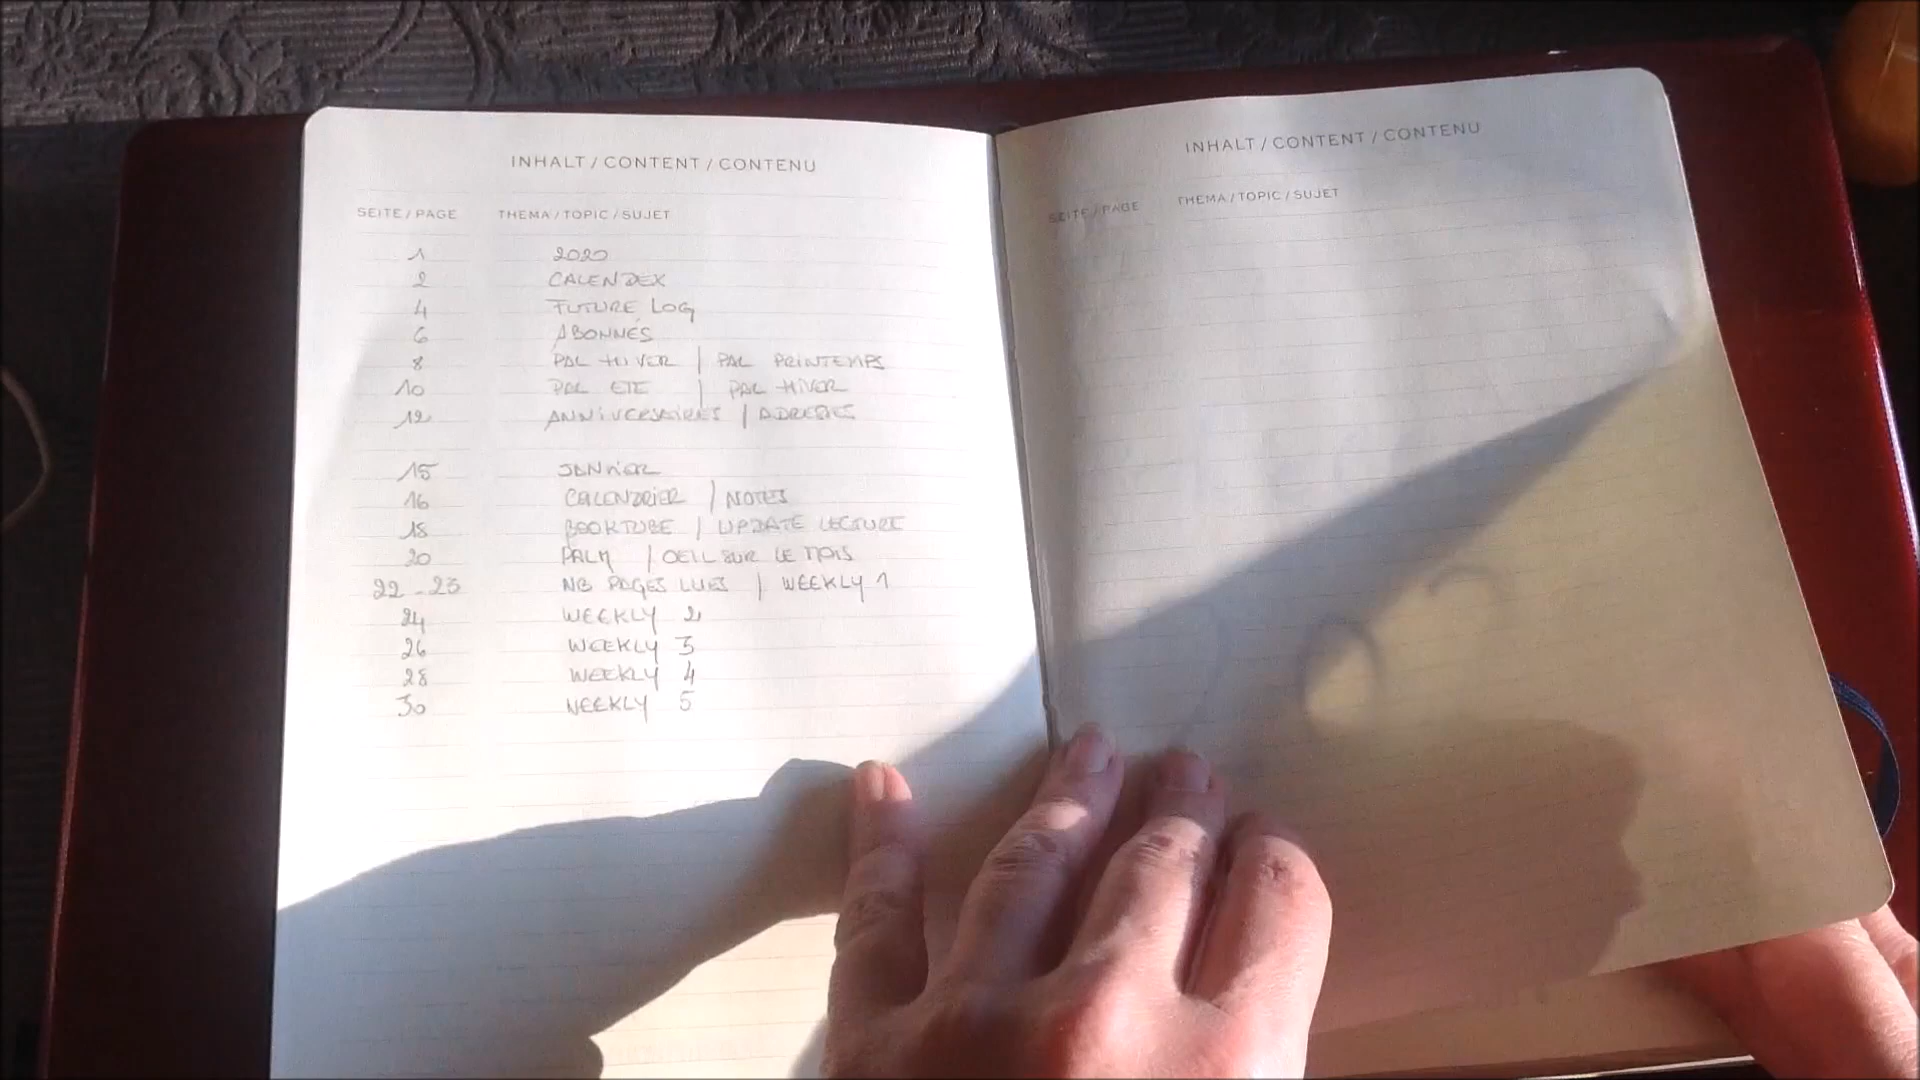 INHALT / CONTENT / CONTENU
SEITE / PAGE THEMA / TOPIC / SUJET
1 2020
2 CALENDEX
4 FUTURE LOG
6 ABONNÉS
8 PAL HIVER | PAL PRINTEMPS
10 PAL ETE | PAL HIVER
12 ANNIVERSAIRES | ADRESSES
15 JANVIER
16 CALENDRIER | NOTES
18 BOOKTUBE | UPDATE LECTURE
20 PALM | OEIL SUR LE MOIS
22-23 NB PAGES LUES | WEEKLY 1
24 WEEKLY 2
26 WEEKLY 3
28 WEEKLY 4
30 WEEKLY 5
INHALT / CONTENT / CONTENU
SEITE / PAGE THEMA / TOPIC / SUJET